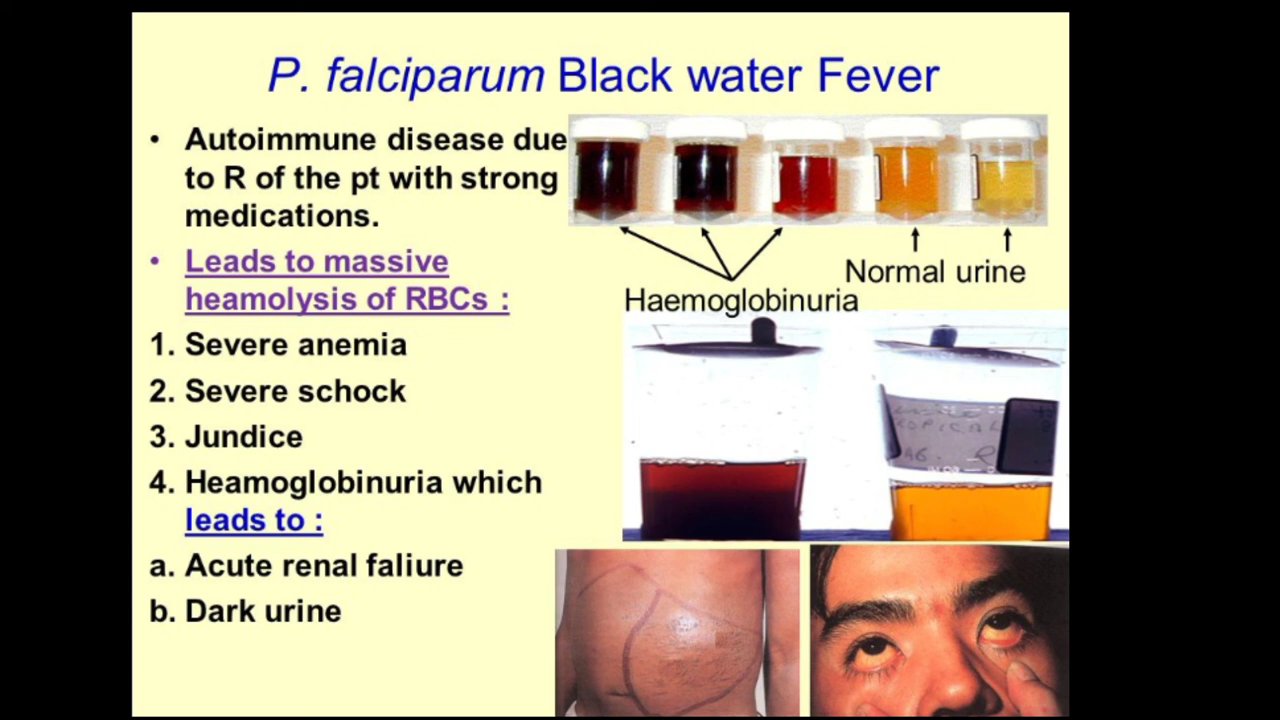 P. falciparum Black water Fever
• Autoimmune disease due
to R of the pt with strong
medications.
• Leads to massive
heamolysis of RBCs :
1. Severe anemia
2. Severe schock
3. Jundice
4. Heamoglobinuria which
leads to :
a. Acute renal faliure
b. Dark urine
Normal urine
Haemoglobinuria